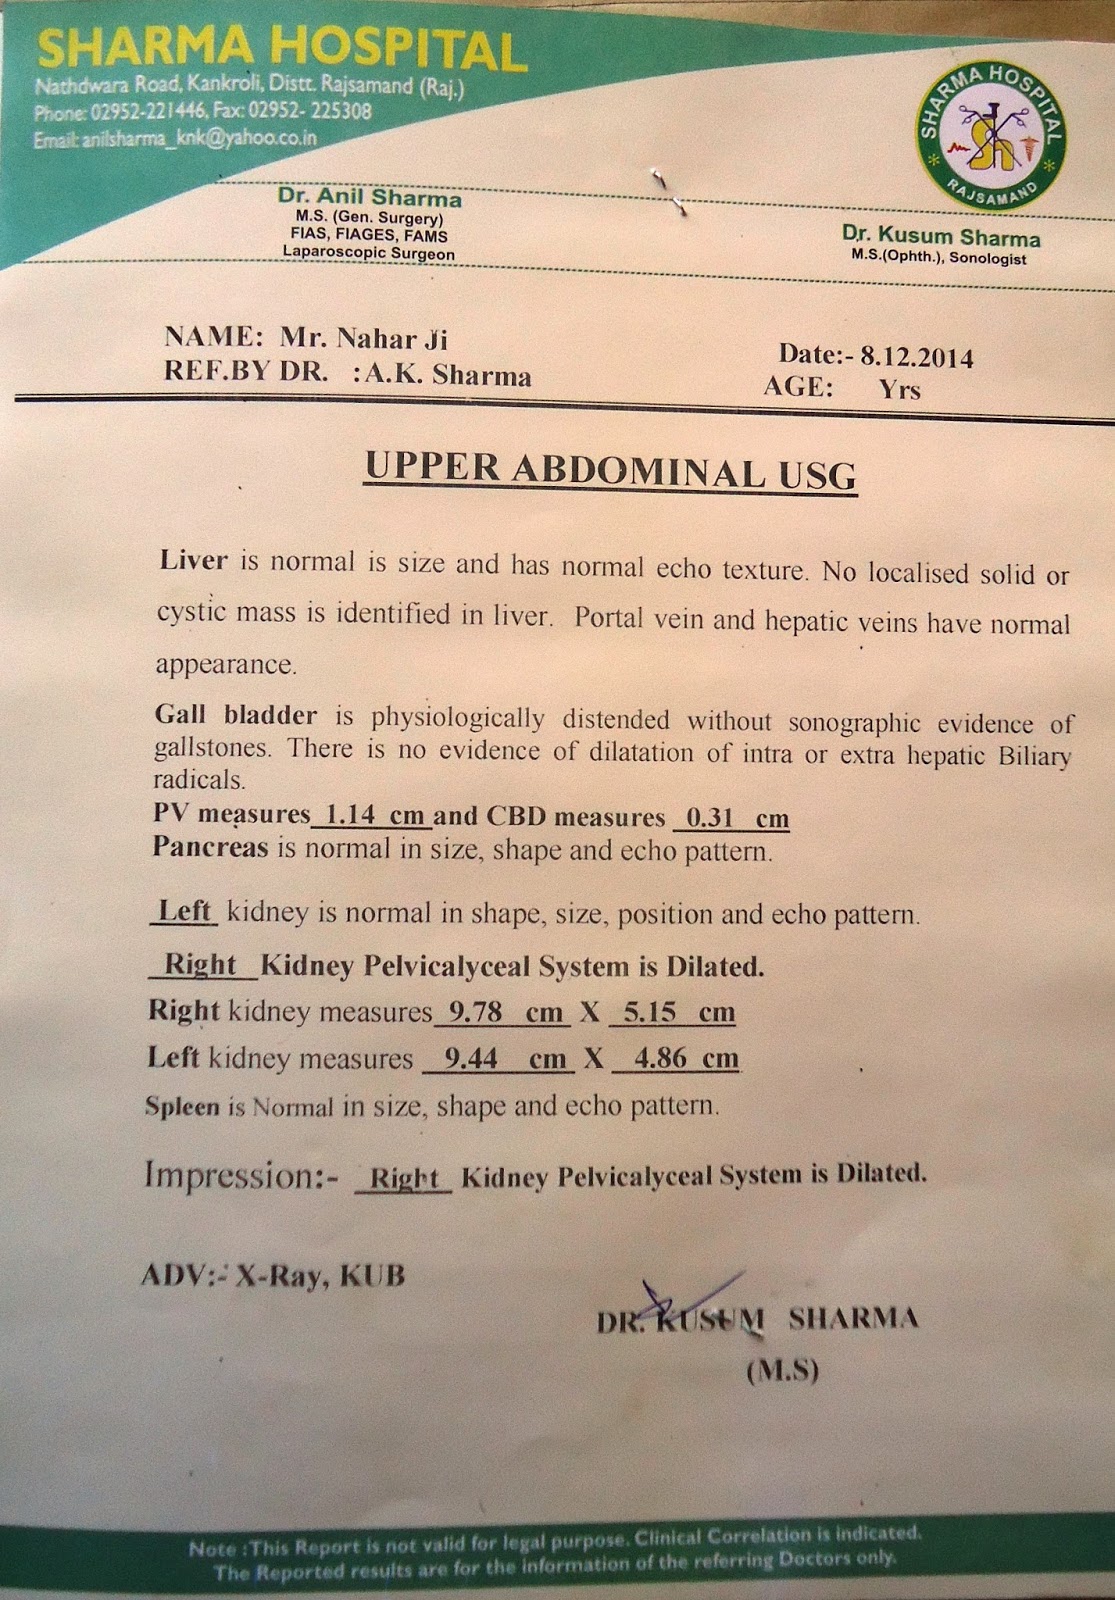 SHARMA HOSPITAL
Nathdwara Road, Kankroli, Distt. Rajsamand (Raj.)
Phone: 02952-221446, Fax: 02952- 225308
Email: anilsharma_knk@yahoo.co.in
SHARMA HOSPITAL
RAJSAMAND
Dr. Anil Sharma
M.S. (Gen. Surgery)
FIAS, FIAGES, FAMS
Laparoscopic Surgeon
Dr. Kusum Sharma
M.S.(Ophth.), Sonologist
NAME: Mr. Nahar Ji
Date:- 8.12.2014
REF.BY DR. : A.K. Sharma
AGE: Yrs
UPPER ABDOMINAL USG
Liver is normal is size and has normal echo texture. No localised solid or
cystic mass is identified in liver. Portal vein and hepatic veins have normal
appearance.
Gall bladder is physiologically distended without sonographic evidence of
gallstones. There is no evidence of dilatation of intra or extra hepatic Biliary
radicals.
PV measures 1.14 cm and CBD measures 0.31 cm
Pancreas is normal in size, shape and echo pattern.
Left kidney is normal in shape, size, position and echo pattern.
Right Kidney Pelvicalyceal System is Dilated.
Right kidney measures 9.78 cm X 5.15 cm
Left kidney measures 9.44 cm X 4.86 cm
Spleen is Normal in size, shape and echo pattern.
Impression:- Right Kidney Pelvicalyceal System is Dilated.
ADV:- X-Ray, KUB
DR. KUSUM SHARMA
(M.S)
Note :This Report is not valid for legal purpose. Clinical Correlation is indicated.
The Reported results are for the information of the referring Doctors only.